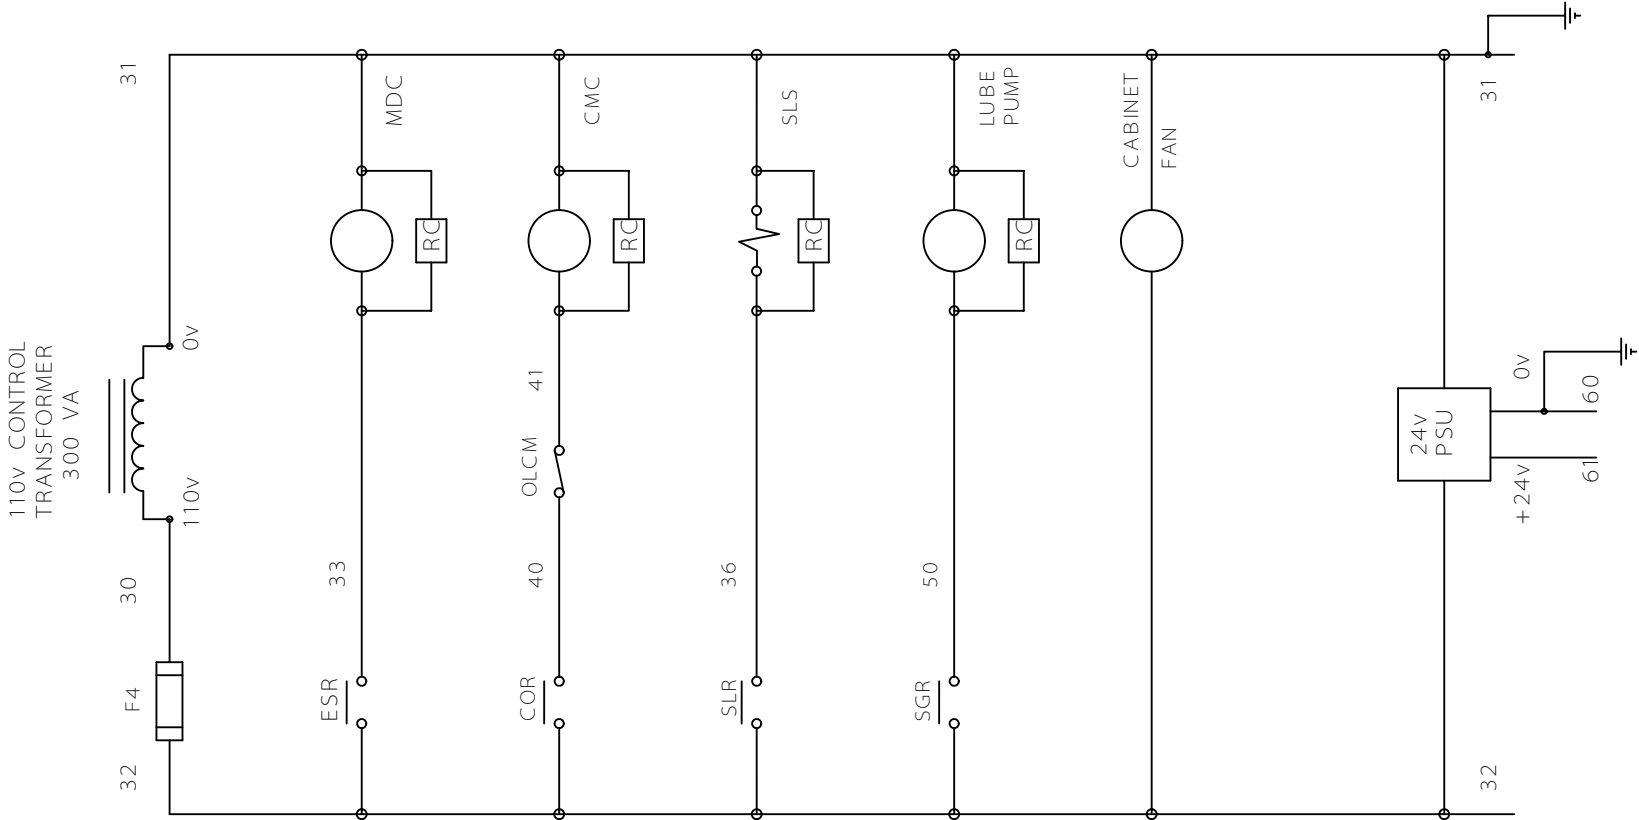 110v CONTROL
TRANSFORMER
300 VA
31
0v
110v
30
F4
32
MDC
RC
33
ESR
CMC
RC
41
OLCM
40
COR
SLS
RC
36
SLR
LUBE
PUMP
RC
50
SGR
CABINET
FAN
31
24v
PSU
0v
60
+24v
61
32